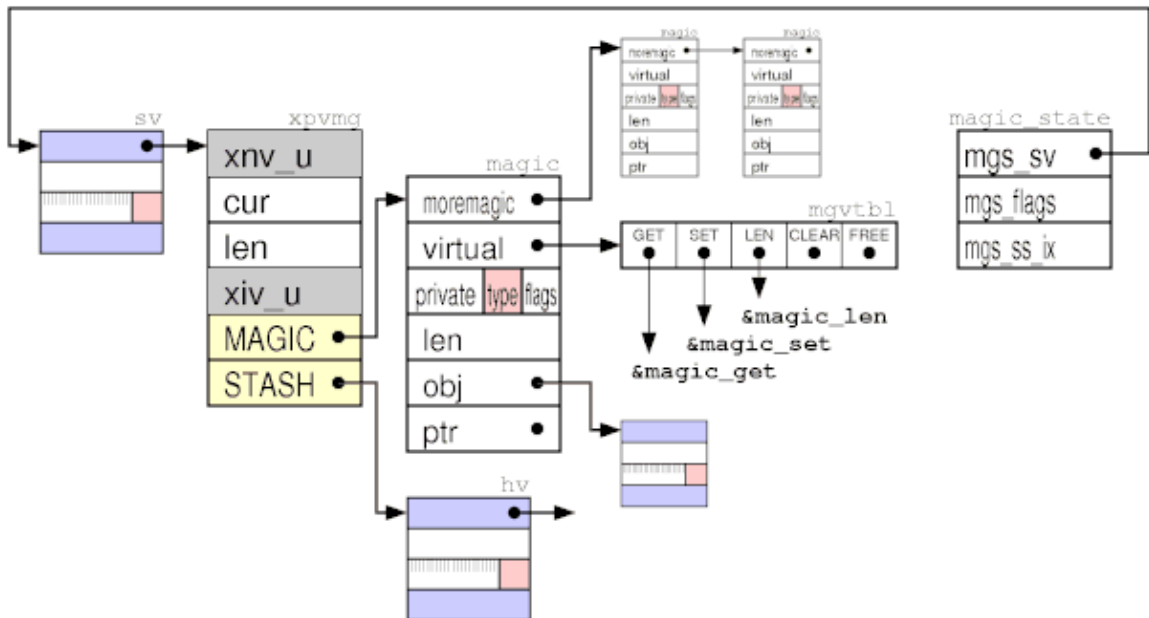 magic
magic
moremagic
moremagic
virtual
virtual
private type flags
private type flags
len
len
obj
obj
ptr
ptr
sv
xpvmg
xnv_u
cur
len
xiv_u
MAGIC
STASH
magic
moremagic
virtual
private type flags
len
obj
ptr
mgvtbl
GET SET LEN CLEAR FREE
&magic_len
&magic_set
&magic_get
magic_state
mgs_sv
mgs_flags
mgs_ss_ix
hv